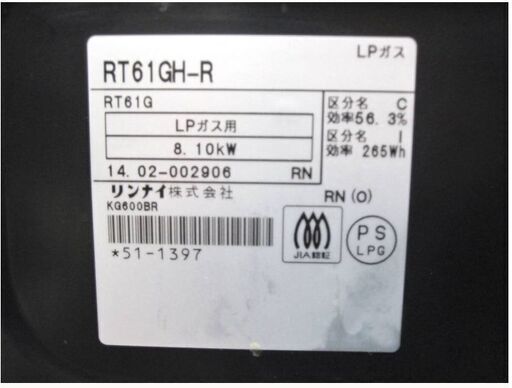 LPガス
RT61GH-R
RT61G
LPガス用
8.10kW
14.02-002906 RN
区分名 C
効率56.3%
区分名 I
効率 265Wh
リンナイ株式会社
KG600BR
RN(O)
*51-1397
JIA認証
PS
LPG